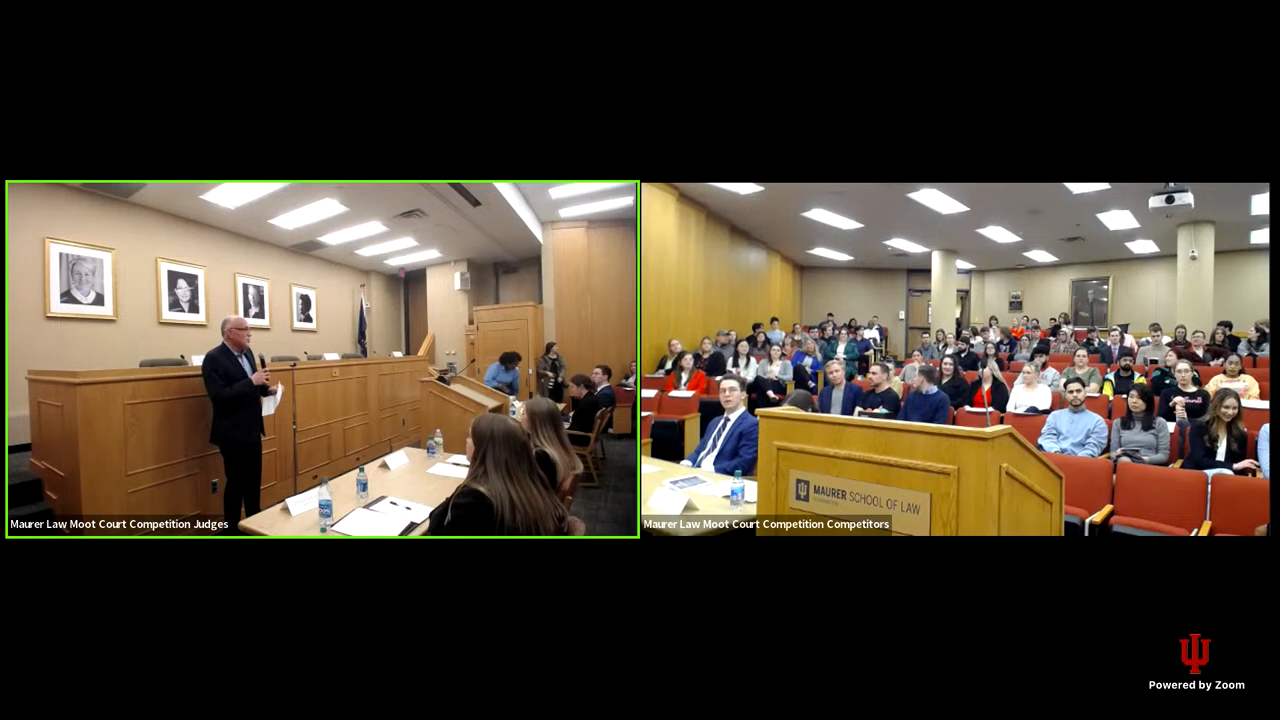 Maurer Law Moot Court Competition Judges
Maurer Law Moot Court Competition Competitors
MAURER SCHOOL OF LAW
Powered by Zoom